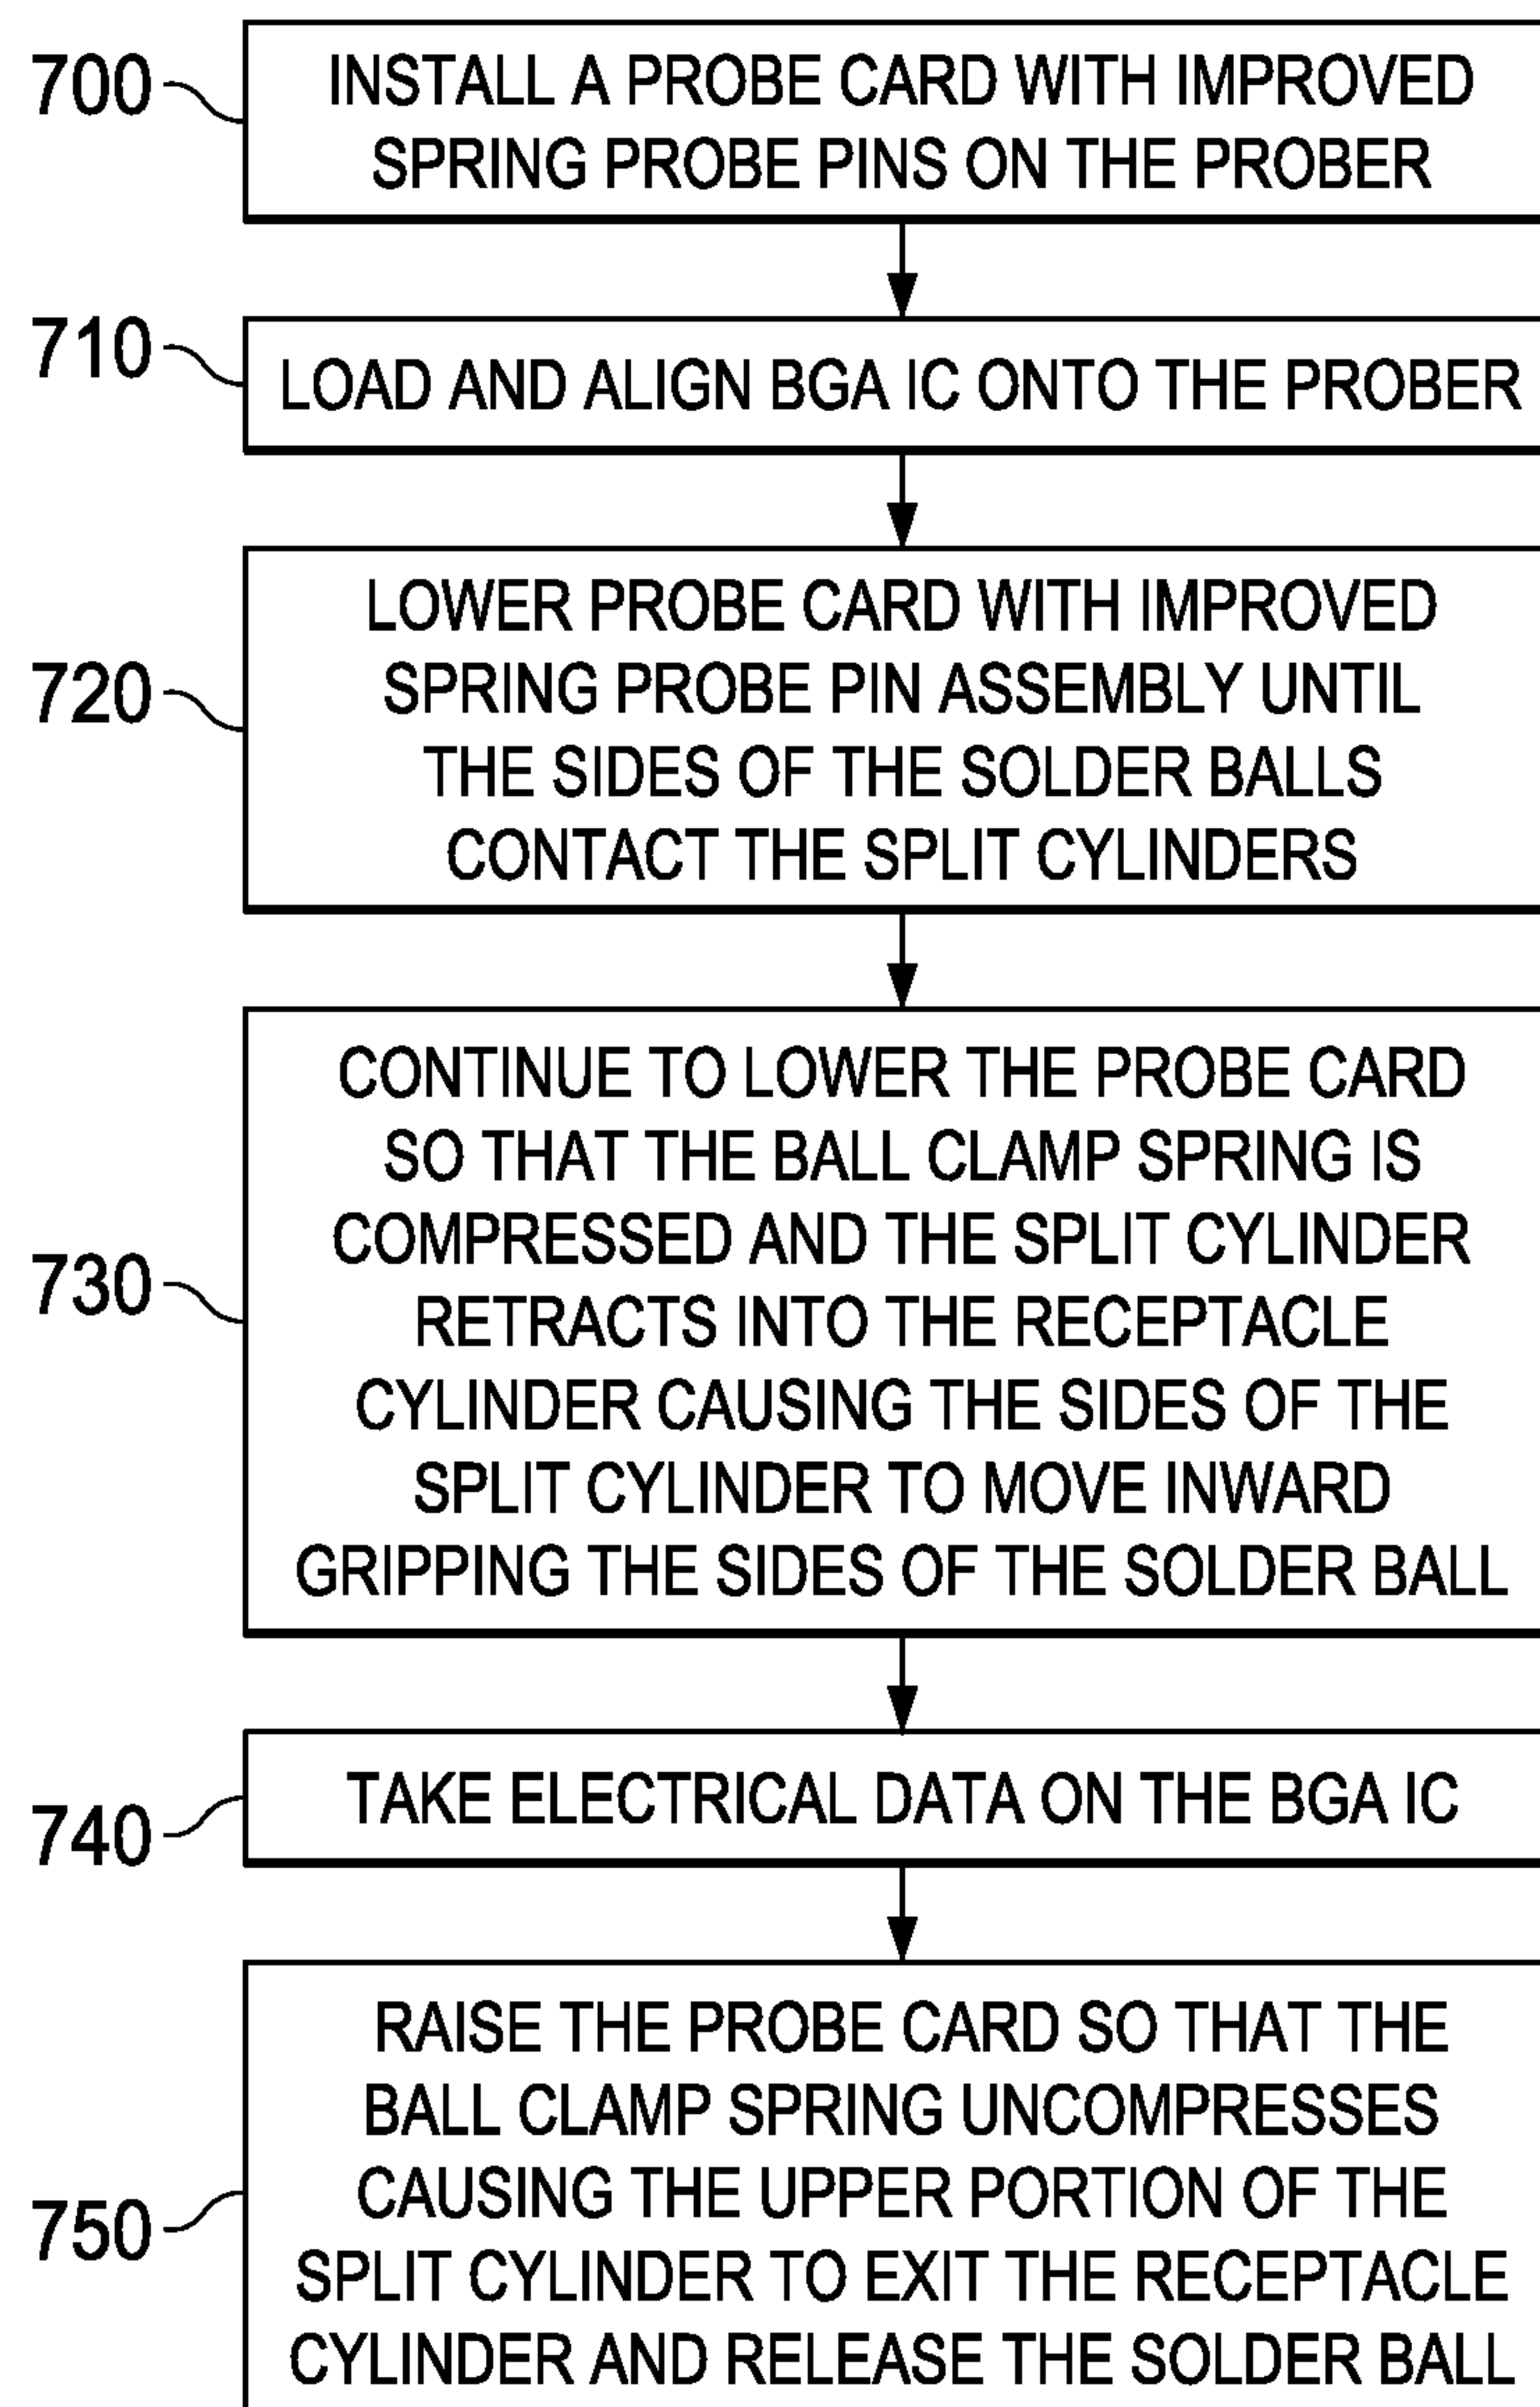 700
INSTALL A PROBE CARD WITH IMPROVED
SPRING PROBE PINS ON THE PROBER
710
LOAD AND ALIGN BGA IC ONTO THE PROBER
720
LOWER PROBE CARD WITH IMPROVED
SPRING PROBE PIN ASSEMBLY UNTIL
THE SIDES OF THE SOLDER BALLS
CONTACT THE SPLIT CYLINDERS
730
CONTINUE TO LOWER THE PROBE CARD
SO THAT THE BALL CLAMP SPRING IS
COMPRESSED AND THE SPLIT CYLINDER
RETRACTS INTO THE RECEPTACLE
CYLINDER CAUSING THE SIDES OF THE
SPLIT CYLINDER TO MOVE INWARD
GRIPPING THE SIDES OF THE SOLDER BALL
740
TAKE ELECTRICAL DATA ON THE BGA IC
750
RAISE THE PROBE CARD SO THAT THE
BALL CLAMP SPRING UNCOMPRESSES
CAUSING THE UPPER PORTION OF THE
SPLIT CYLINDER TO EXIT THE RECEPTACLE
CYLINDER AND RELEASE THE SOLDER BALL